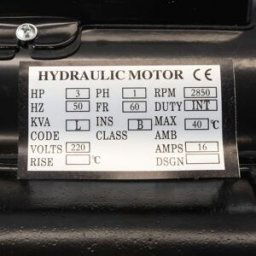 HYDRAULIC MOTOR CE
HP 3 PH 1 RPM 2850
HZ 50 FR 60 DUTY INT
KVA L INS B MAX 40℃
CODE CLASS AMB
VOLTS 220 AMPS 16
RISE ℃ DSGN